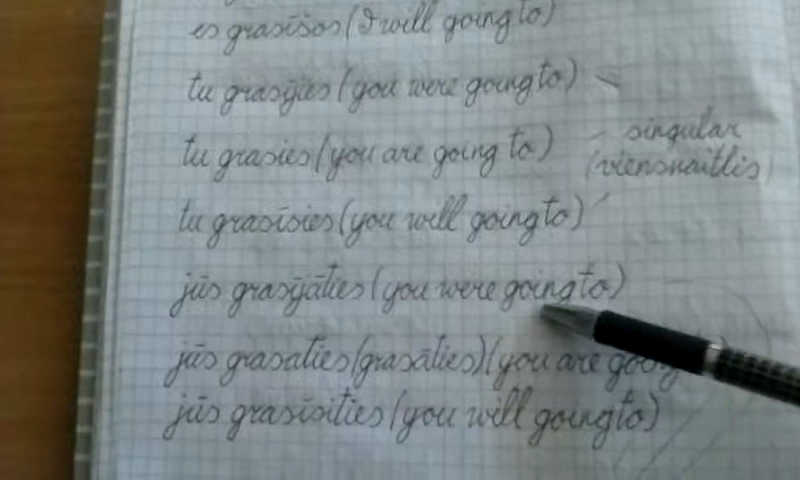 es grasīšos (I will going to)
tu grasījies (you were going to)
singular
tu grasies (you are going to)
(vienskaitlis)
tu grasīsies (you will going to)
jūs grasījāties (you were going to)
jūs grasaties (grasāties) (you are going
jūs grasīsities (you will going to)